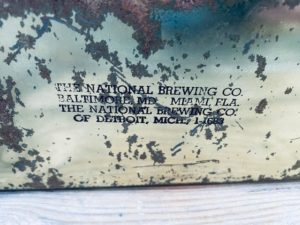 THE NATIONAL BREWING CO.
BALTIMORE, MD. MIAMI, FLA.
THE NATIONAL BREWING CO.
OF DETROIT, MICH.